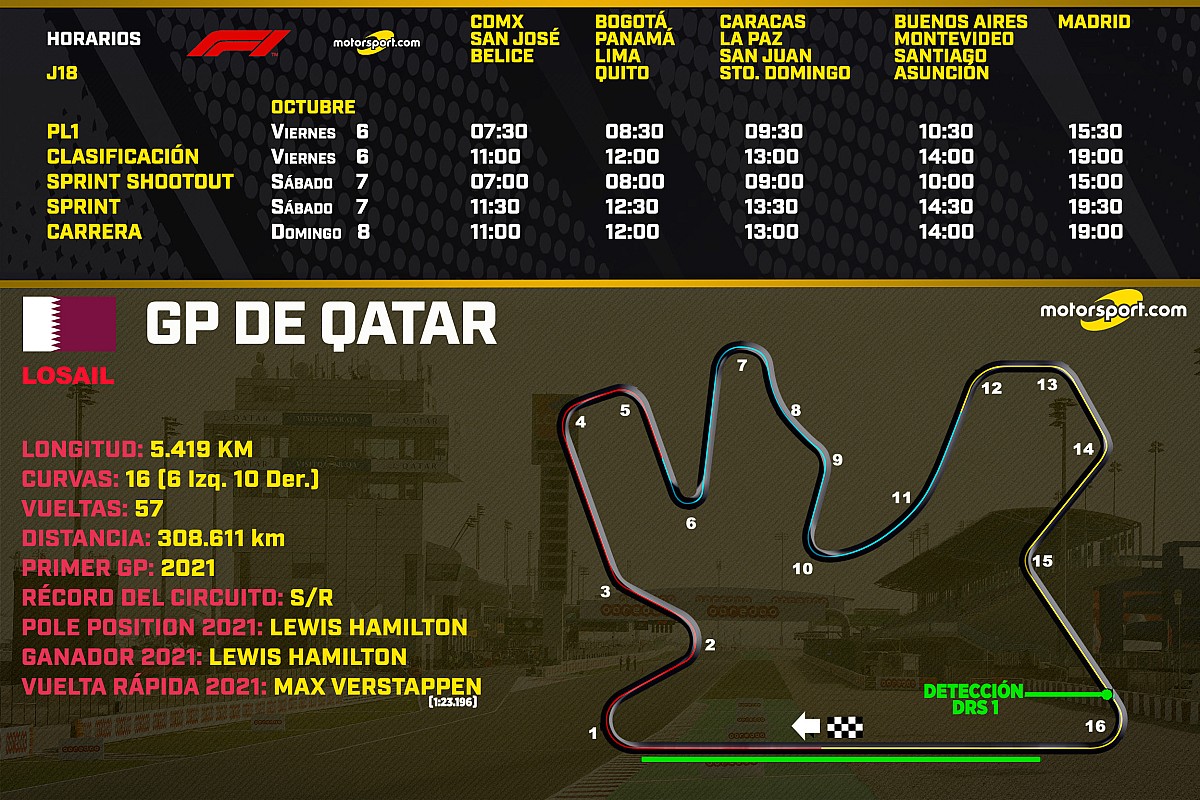 HORARIOS
J18
F1
motorsport.com
CDMX
SAN JOSÉ
BELICE
BOGOTÁ
PANAMÁ
LIMA
QUITO
CARACAS
LA PAZ
SAN JUAN
STO. DOMINGO
BUENOS AIRES
MONTEVIDEO
SANTIAGO
ASUNCIÓN
MADRID
OCTUBRE
PL1 VIERNES 6 07:30 08:30 09:30 10:30 15:30
CLASIFICACIÓN VIERNES 6 11:00 12:00 13:00 14:00 19:00
SPRINT SHOOTOUT SÁBADO 7 07:00 08:00 09:00 10:00 15:00
SPRINT SÁBADO 7 11:30 12:30 13:30 14:30 19:30
CARRERA DOMINGO 8 11:00 12:00 13:00 14:00 19:00
GP DE QATAR
motorsport.com
LOSAIL
LONGITUD: 5.419 KM
CURVAS: 16 (6 Izq. 10 Der.)
VUELTAS: 57
DISTANCIA: 308.611 km
PRIMER GP: 2021
RÉCORD DEL CIRCUITO: S/R
POLE POSITION 2021: LEWIS HAMILTON
GANADOR 2021: LEWIS HAMILTON
VUELTA RÁPIDA 2021: MAX VERSTAPPEN
(1:23.196)
1
2
3
4
5
6
7
8
9
10
11
12
13
14
15
16
DETECCIÓN
DRS 1
QATAR
ooredoo
ooredoo